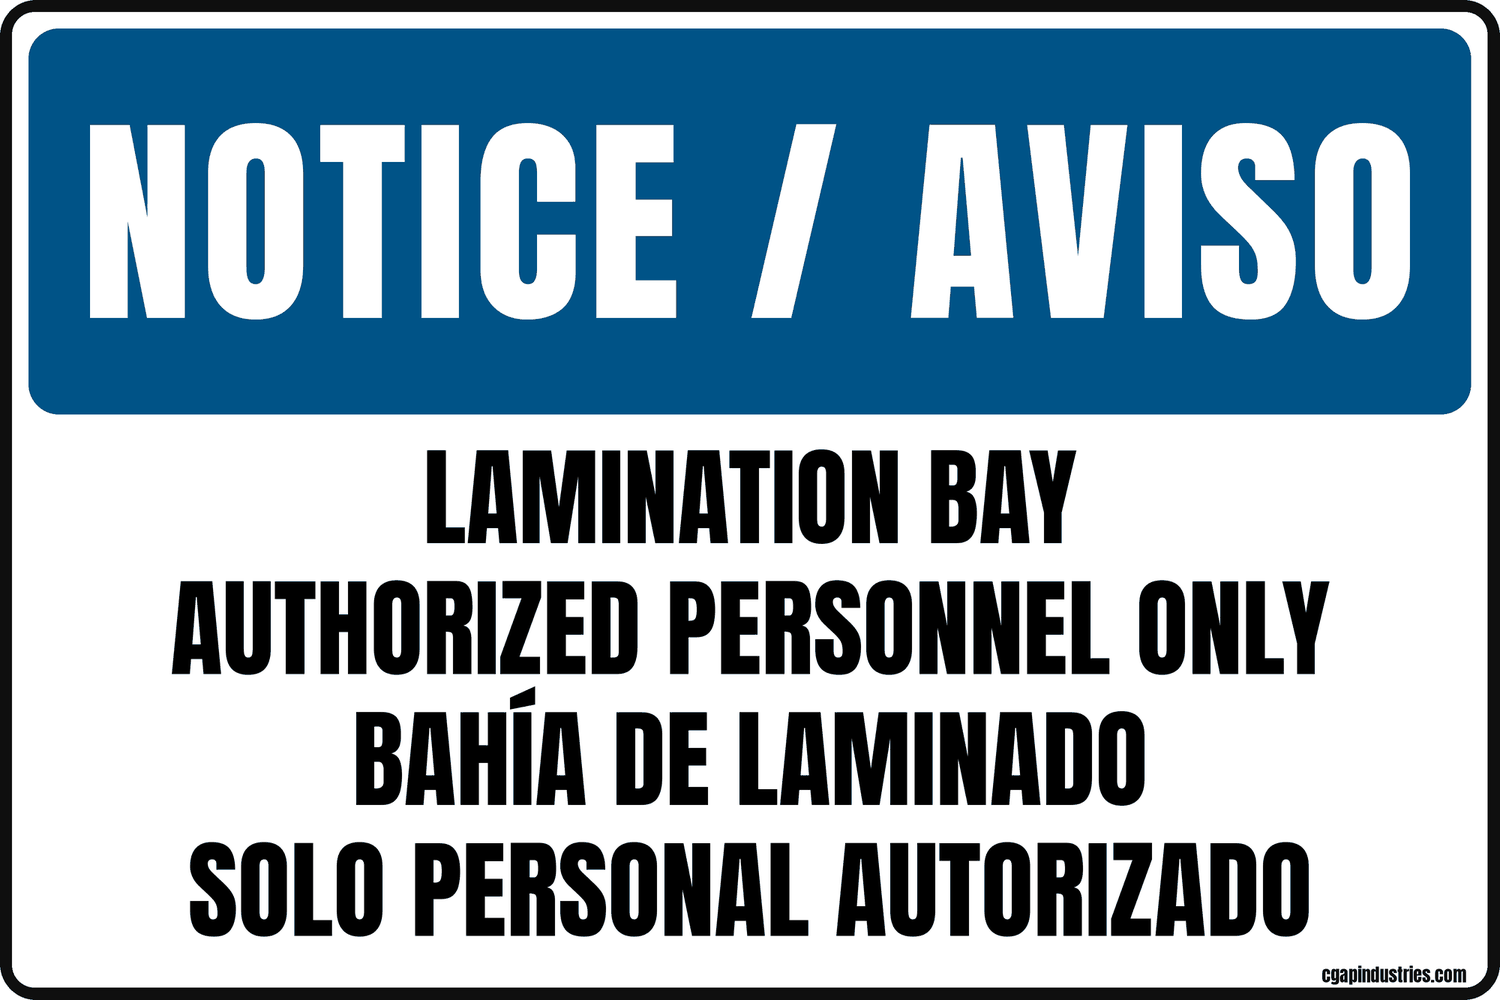 NOTICE / AVISO
LAMINATION BAY
AUTHORIZED PERSONNEL ONLY
BAHÍA DE LAMINADO
SOLO PERSONAL AUTORIZADO
cgapindustries.com